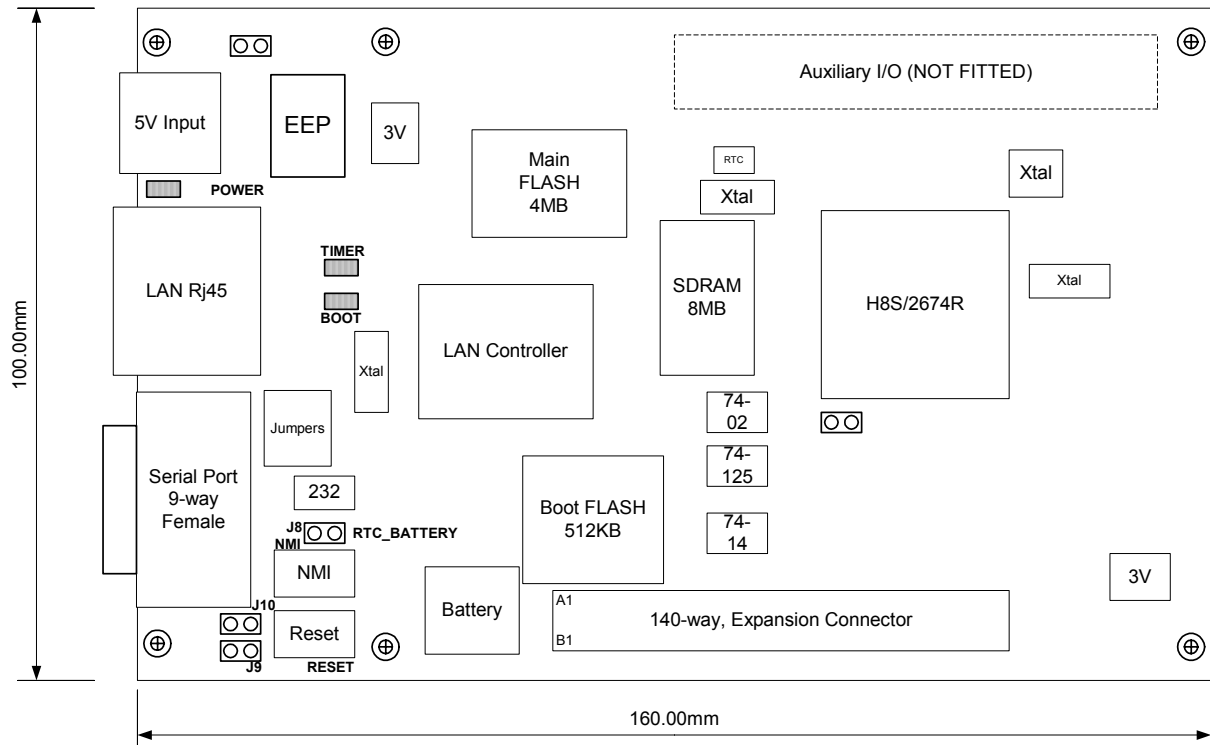 Auxiliary I/O (NOT FITTED)
5V Input
EEP
3V
Main
FLASH
4MB
RTC
Xtal
Xtal
POWER
LAN Rj45
TIMER
BOOT
SDRAM
8MB
H8S/2674R
Xtal
LAN Controller
Xtal
100.00mm
Jumpers
74-
02
74-
125
74-
14
Serial Port
9-way
Female
232
J8
RTC_BATTERY
NMI
NMI
Boot FLASH
512KB
3V
Battery
A1
B1
140-way, Expansion Connector
J10
J9
Reset
RESET
160.00mm